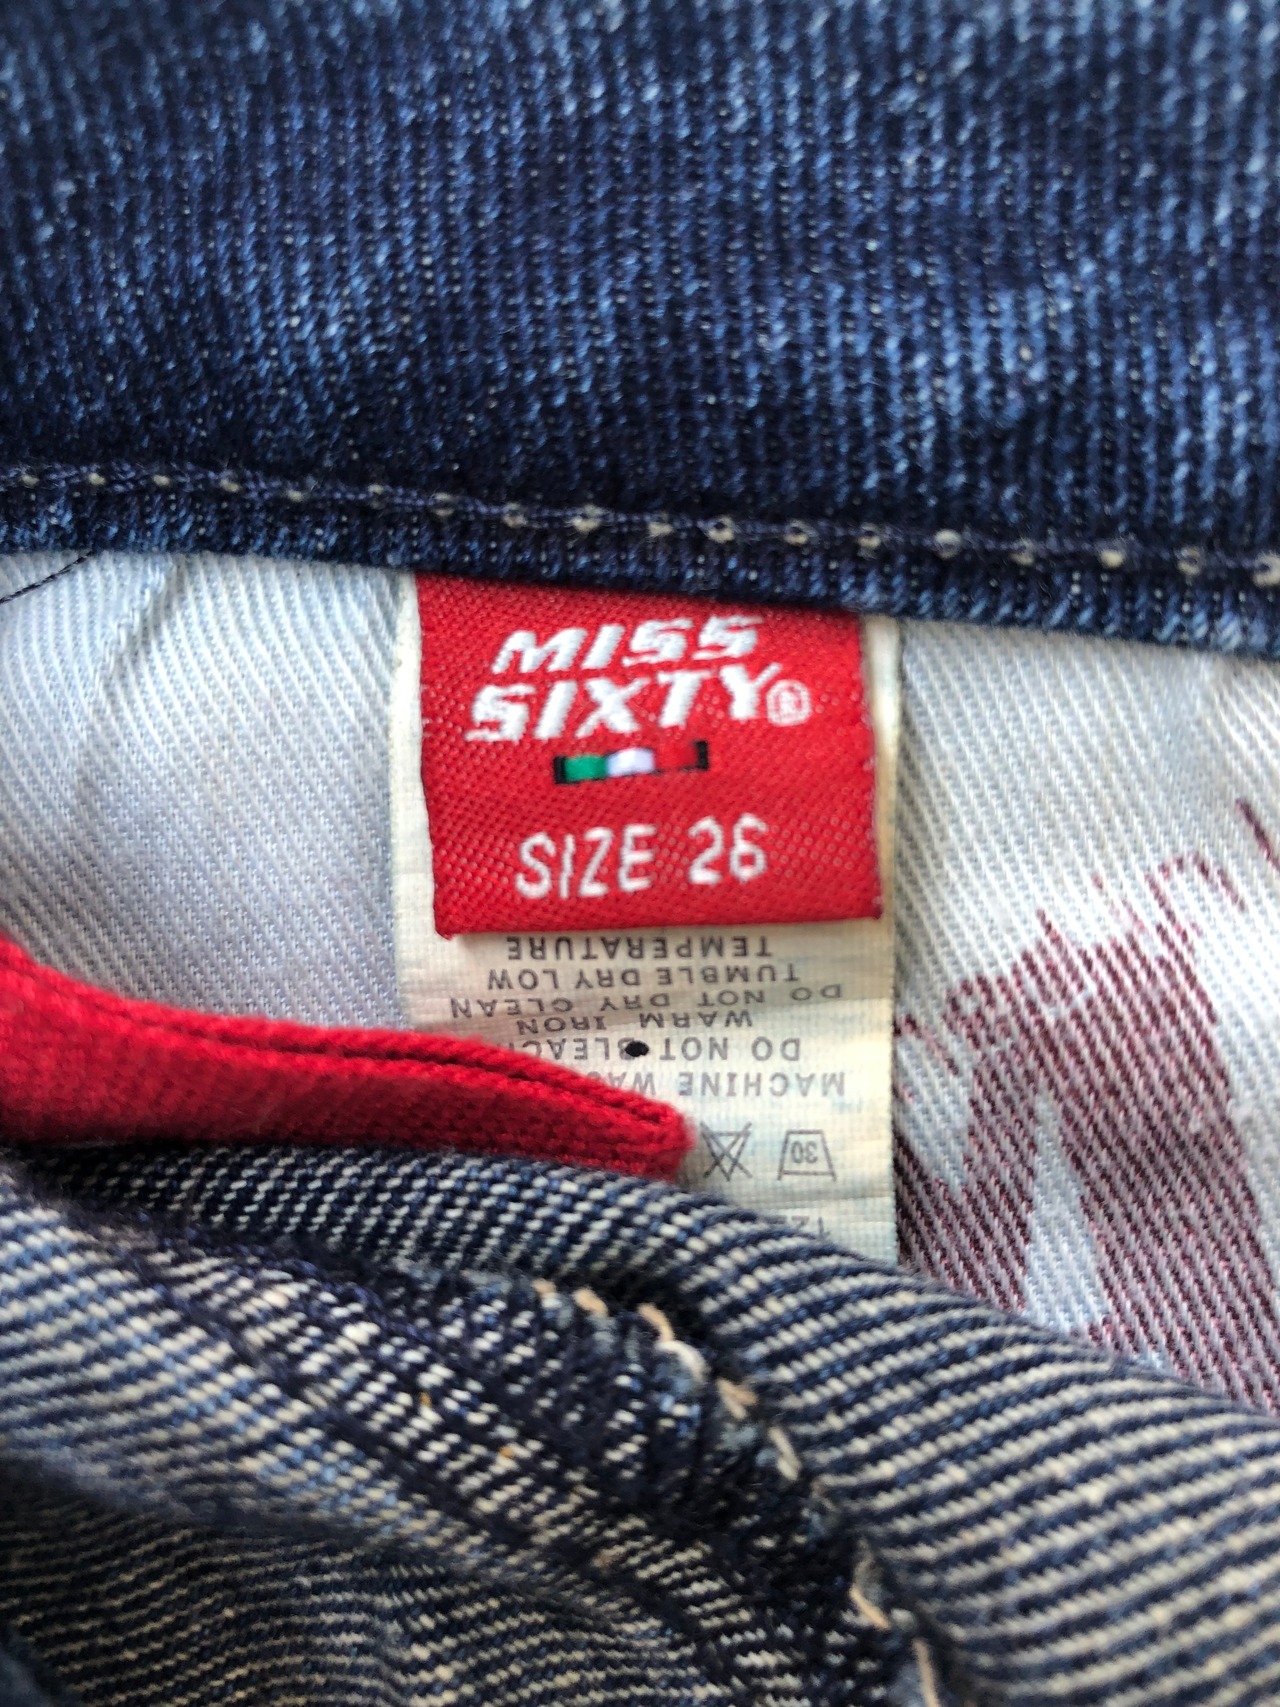 MISS
SIXTY®
SIZE 26
MACHINE
DO NOT BLEACH
WARM IRON
DO NOT DRY CLEAN
TUMBLE DRY LOW
TEMPERATURE
30